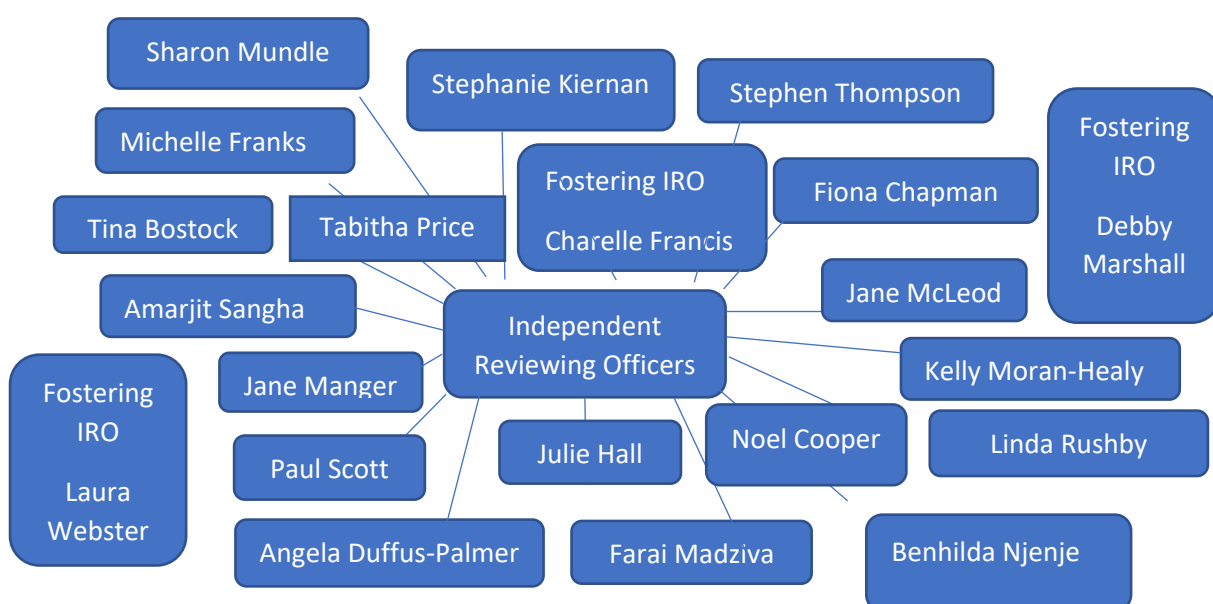 Sharon Mundle
Stephanie Kiernan
Stephen Thompson
Michelle Franks
Fostering
IRO
Debby
Marshall
Fostering IRO
Charelle Francis
Fiona Chapman
Tina Bostock
Tabitha Price
Amarjit Sangha
Jane McLeod
Independent
Reviewing Officers
Jane Manger
Kelly Moran-Healy
Fostering
IRO
Laura
Webster
Paul Scott
Julie Hall
Noel Cooper
Linda Rushby
Angela Duffus-Palmer
Farai Madziva
Benhilda Njenje